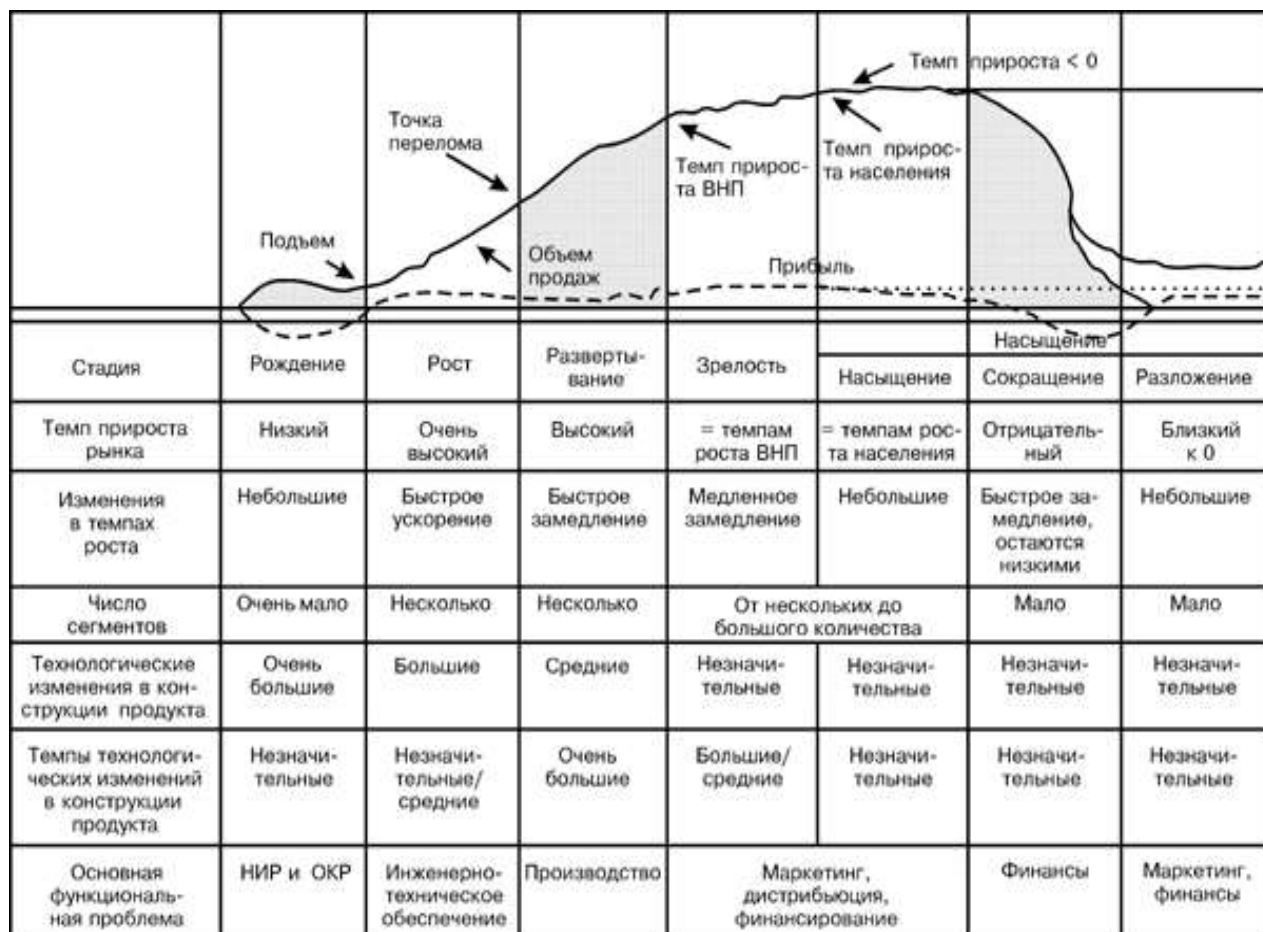 Темп прироста < 0
Точка
перелома
Темп прирос-
та ВНП
Темп прирос-
та населения
Подъем
Объем
продаж
Прибыль
Стадия
Рождение
Рост
Разверты-
вание
Зрелость
Насыщение
Насыщение
Сокращение
Разложение
Темп прироста
рынка
Низкий
Очень
высокий
Высокий
= темпам
роста ВНП
= темпам рос-
та населения
Отрицатель-
ный
Близкий
к 0
Изменения
в темпах
роста
Небольшие
Быстрое
ускорение
Быстрое
замедление
Медленное
замедление
Небольшие
Быстрое за-
медление,
остаются
низкими
Небольшие
Число
сегментов
Очень мало
Несколько
Несколько
От нескольких до
большого количества
Мало
Мало
Технологические
изменения в кон-
струкции продукта
Очень
большие
Большие
Средние
Незначи-
тельные
Незначи-
тельные
Незначи-
тельные
Незначи-
тельные
Темпы технологи-
ческих изменений
в конструкции
продукта
Незначи-
тельные
Незначи-
тельные/
средние
Очень
большие
Большие/
средние
Незначи-
тельные
Незначи-
тельные
Незначи-
тельные
Основная
функциональ-
ная проблема
НИР и ОКР
Инженерно-
техническое
обеспечение
Производство
Маркетинг,
дистрибьюция,
финансирование
Финансы
Маркетинг,
финансы